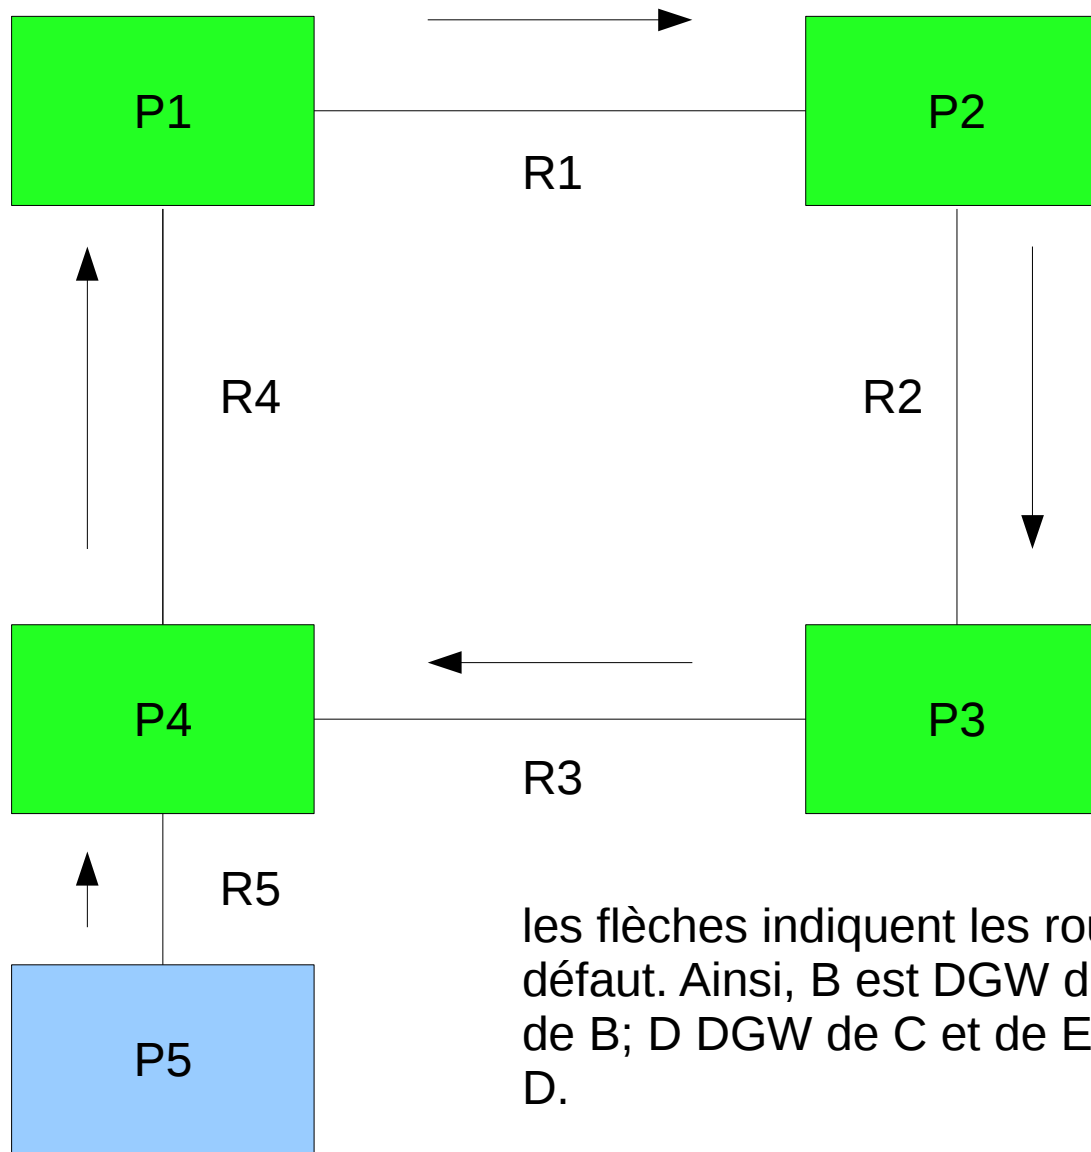 P1
P2
R1
R4
R2
P4
P3
R3
R5
les flèches indiquent les
défaut. Ainsi, B est DGW
de B; D DGW de C et de E
D.
P5